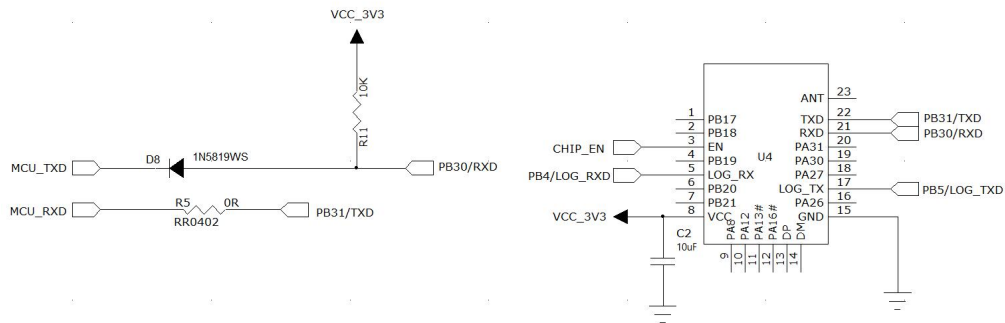 VCC_3V3
10K
R11
D8 1N5819WS
MCU_TXD
PB30/RXD
MCU_RXD
R5 0R
RR0402
PB31/TXD
ANT 23
1 PB17
2 PB18
3 EN
4 PB19
5 LOG_RX
6 PB20
7 PB21
8 VCC
U4
TXD 22
RXD 21
PA31 20
PA30 19
PA27 18
LOG_TX 17
PA26 16
GND 15
PA8 9
PA12 10
PA13# 11
PA16# 12
DP 13
DM 14
CHIP_EN
PB4/LOG_RXD
VCC_3V3
C2
10uF
PB31/TXD
PB30/RXD
PB5/LOG_TXD